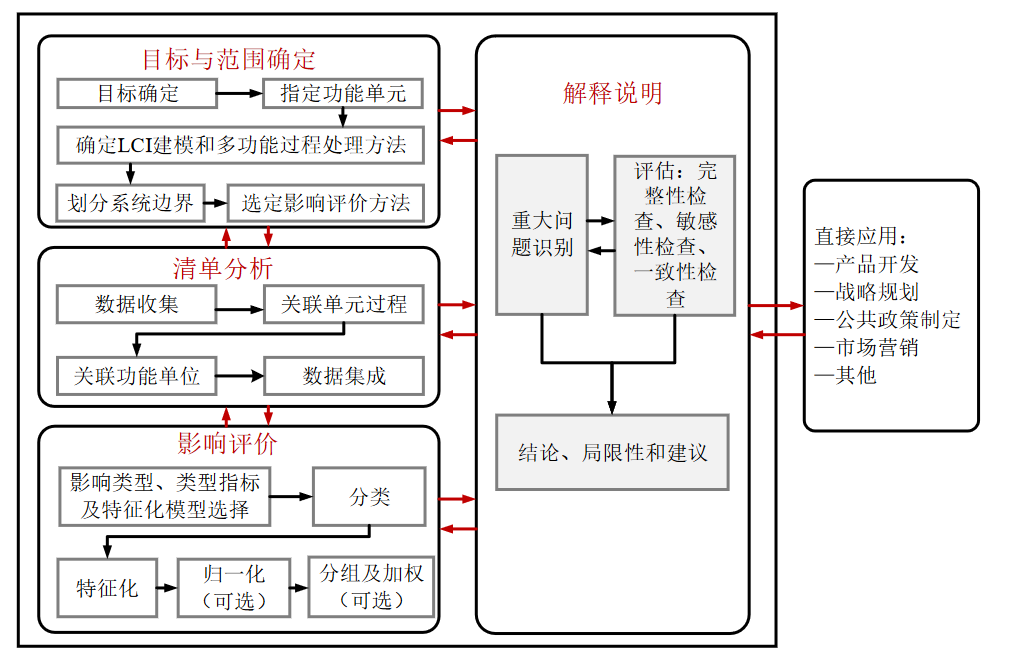 目标与范围确定
目标确定
指定功能单元
确定LCI建模和多功能过程处理方法
划分系统边界
选定影响评价方法
清单分析
数据收集
关联单元过程
关联功能单位
数据集成
影响评价
影响类型、类型指标
及特征化模型选择
分类
特征化
归一化
（可选）
分组及加权
（可选）
解释说明
重大问
题识别
评估：完
整性检
查、敏感
性检查、
一致性检
查
结论、局限性和建议
直接应用：
—产品开发
—战略规划
—公共政策制定
—市场营销
—其他